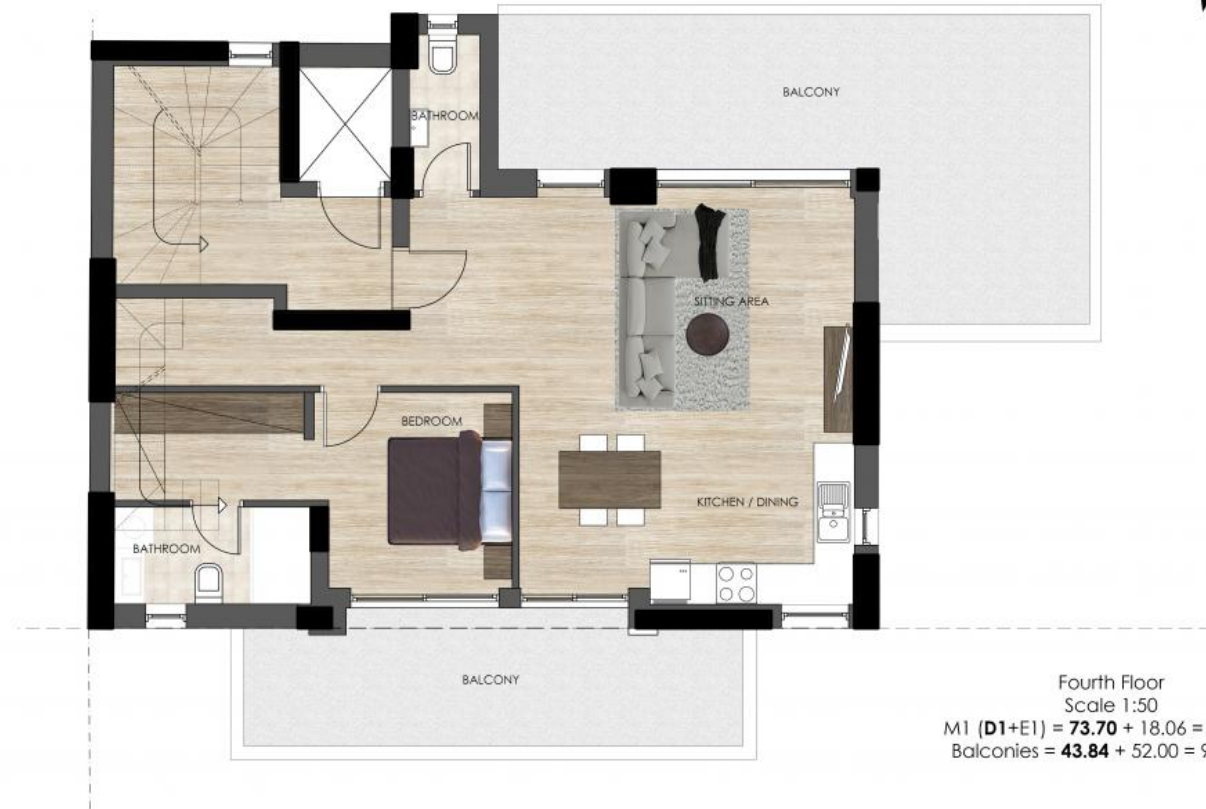 BALCONY
BATHROOM
SITTING AREA
BEDROOM
KITCHEN / DINING
BATHROOM
BALCONY
Fourth Floor
Scale 1:50
M1 (D1+E1) = 73.70 + 18.06 =
Balconies = 43.84 + 52.00 = 9